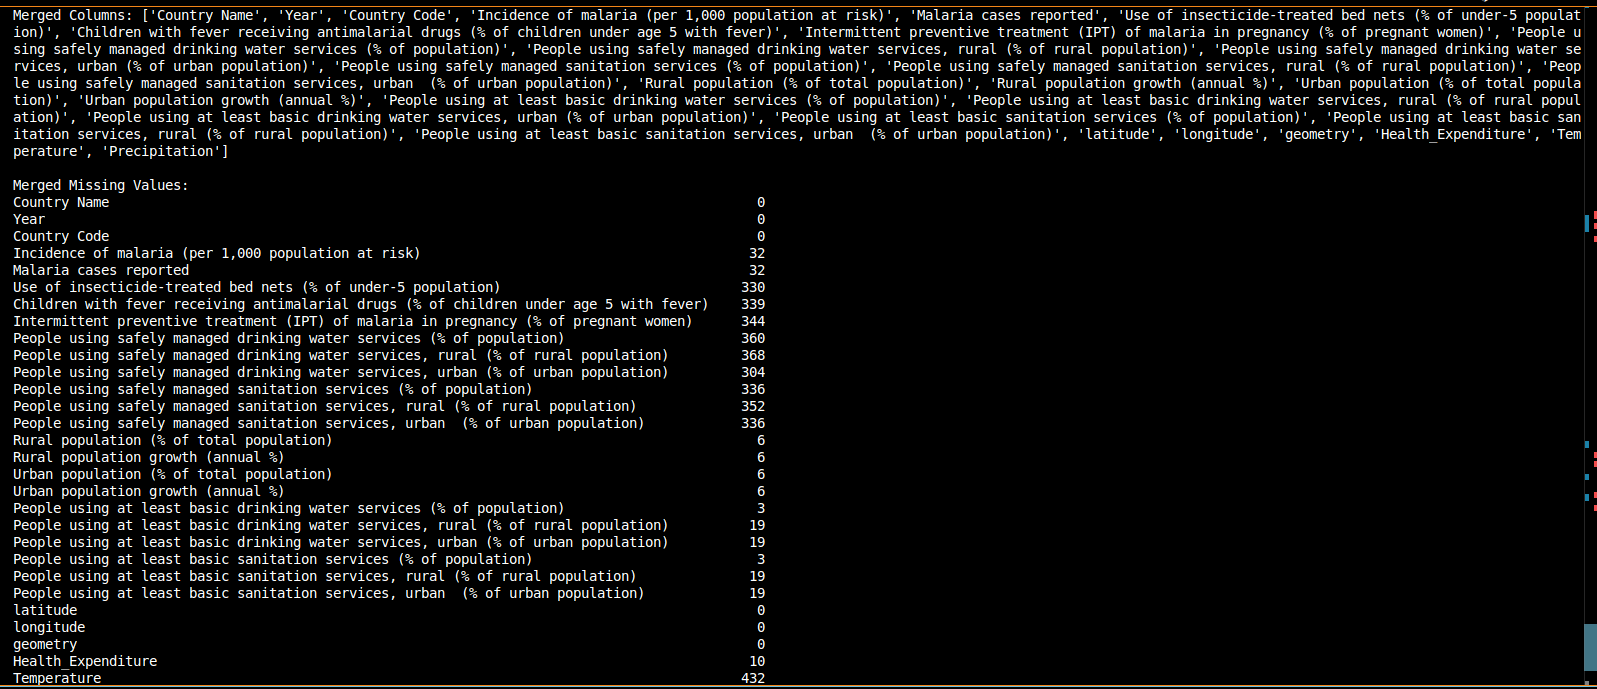 Merged Columns: ['Country Name', 'Year', 'Country Code', 'Incidence of malaria (per 1,000 population at risk)', 'Malaria cases reported', 'Use of insecticide-treated bed nets (% of under-5 populat
ion)', 'Children with fever receiving antimalarial drugs (% of children under age 5 with fever)', 'Intermittent preventive treatment (IPT) of malaria in pregnancy (% of pregnant women)', 'People u
sing safely managed drinking water services (% of population)', 'People using safely managed drinking water services, rural (% of rural population)', 'People using safely managed drinking water se
rvices, urban (% of urban population)', 'People using safely managed sanitation services (% of population)', 'People using safely managed sanitation services, rural (% of rural population)', 'Peop
le using safely managed sanitation services, urban  (% of urban population)', 'Rural population (% of total population)', 'Rural population growth (annual %)', 'Urban population (% of total popula
tion)', 'Urban population growth (annual %)', 'People using at least basic drinking water services (% of population)', 'People using at least basic drinking water services, rural (% of rural popul
ation)', 'People using at least basic drinking water services, urban (% of urban population)', 'People using at least basic sanitation services (% of population)', 'People using at least basic san
itation services, rural (% of rural population)', 'People using at least basic sanitation services, urban  (% of urban population)', 'latitude', 'longitude', 'geometry', 'Health_Expenditure', 'Tem
perature', 'Precipitation']
Merged Missing Values:
Country Name 0
Year 0
Country Code 0
Incidence of malaria (per 1,000 population at risk) 32
Malaria cases reported 32
Use of insecticide-treated bed nets (% of under-5 population) 330
Children with fever receiving antimalarial drugs (% of children under age 5 with fever) 339
Intermittent preventive treatment (IPT) of malaria in pregnancy (% of pregnant women) 344
People using safely managed drinking water services (% of population) 360
People using safely managed drinking water services, rural (% of rural population) 368
People using safely managed drinking water services, urban (% of urban population) 304
People using safely managed sanitation services (% of population) 336
People using safely managed sanitation services, rural (% of rural population) 352
People using safely managed sanitation services, urban  (% of urban population) 336
Rural population (% of total population) 6
Rural population growth (annual %) 6
Urban population (% of total population) 6
Urban population growth (annual %) 6
People using at least basic drinking water services (% of population) 3
People using at least basic drinking water services, rural (% of rural population) 19
People using at least basic drinking water services, urban (% of urban population) 19
People using at least basic sanitation services (% of population) 3
People using at least basic sanitation services, rural (% of rural population) 19
People using at least basic sanitation services, urban  (% of urban population) 19
latitude 0
longitude 0
geometry 0
Health_Expenditure 10
Temperature 432